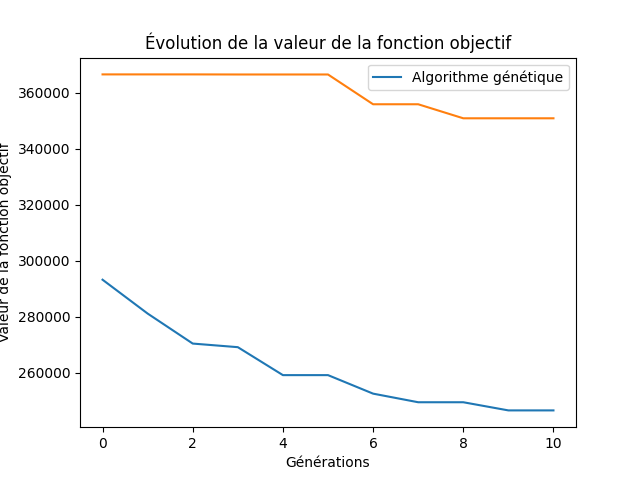 Évolution de la valeur de la fonction objectif
Algorithme génétique
Valeur de la fonction objectif
360000
340000
320000
300000
280000
260000
0 2 4 6 8 10
Générations